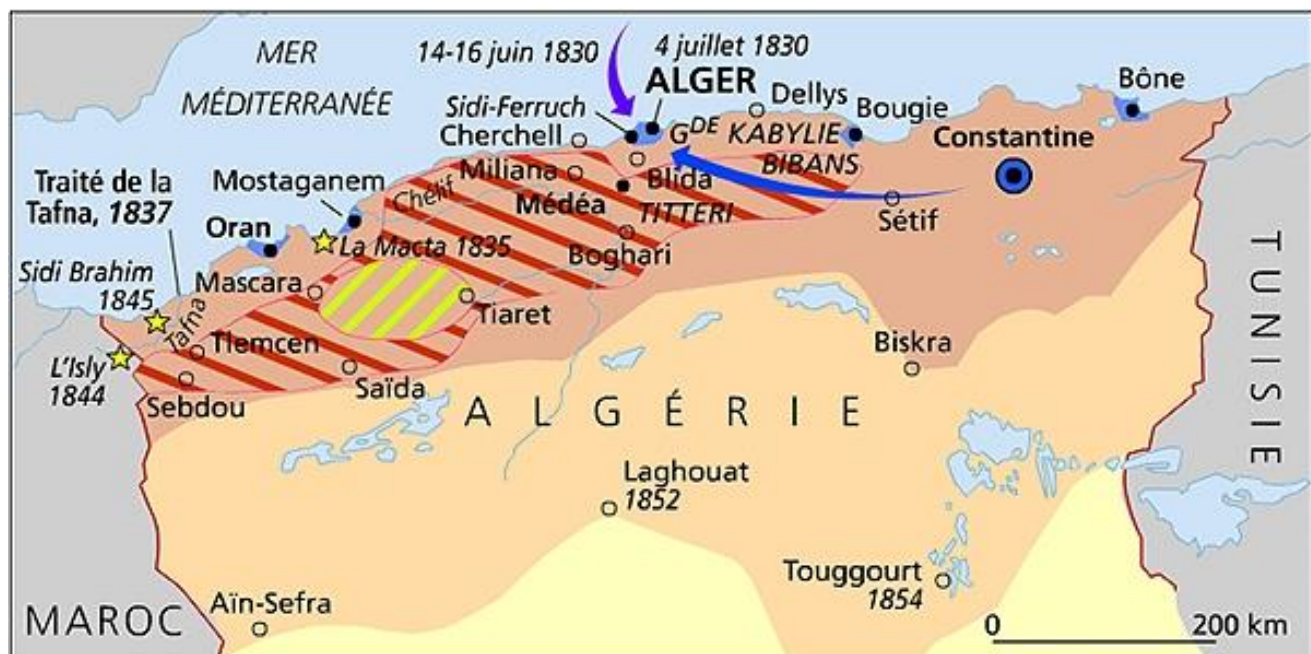 MER
MÉDITERRANÉE
14-16 juin 1830
4 juillet 1830
ALGER
Sidi-Ferruch
Cherchell
Dellys
Bougie
Bône
G^DE KABYLIE
BIBANS
Constantine
Miliana
Blida
Médéa
TITTERI
Boghari
Sétif
Traité de la
Tafna, 1837
Mostaganem
Chélif
Oran
La Macta 1835
Sidi Brahim
1845
Mascara
Tiaret
Tafna
Tlemcen
L'Isly
1844
Sebdou
Saïda
Biskra
ALGÉRIE
TUNISIE
Laghouat
1852
Touggourt
1854
Aïn-Sefra
MAROC
0 200 km